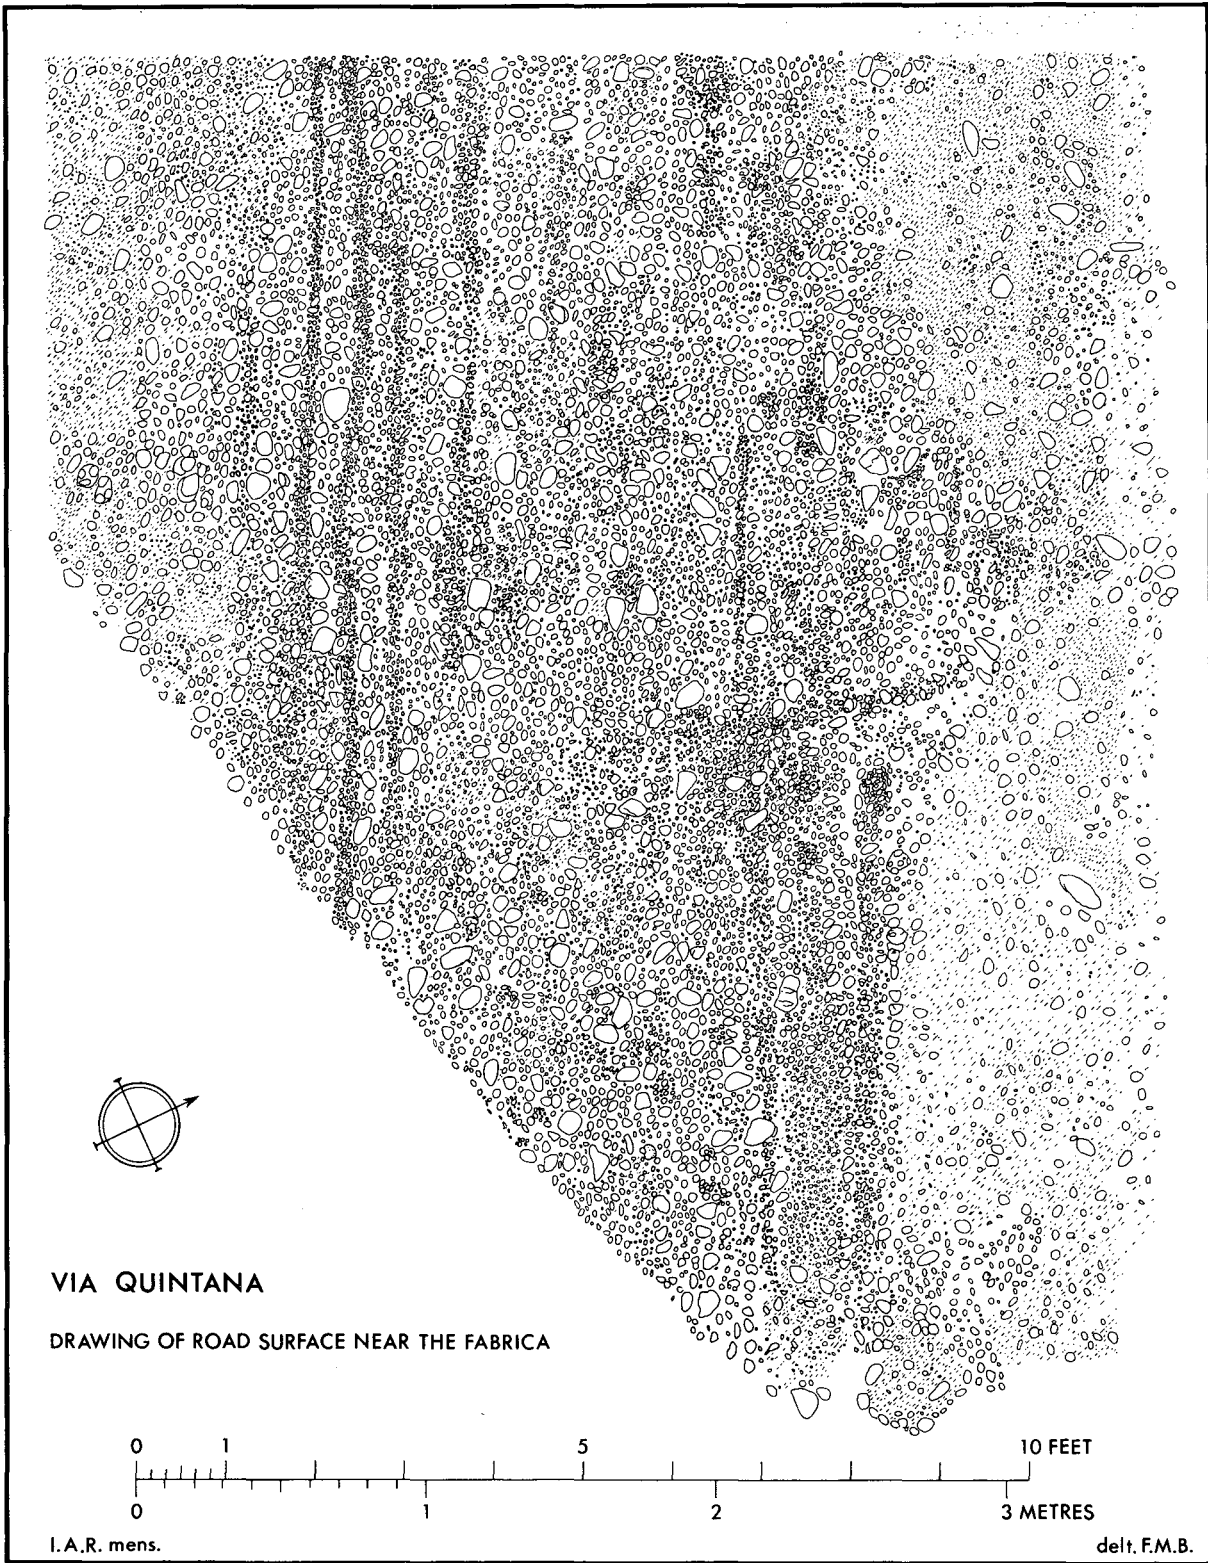 VIA QUINTANA
DRAWING OF ROAD SURFACE NEAR THE FABRICA
0 1 5 10 FEET
0 1 2 3 METRES
I.A.R. mens. delt. F.M.B.